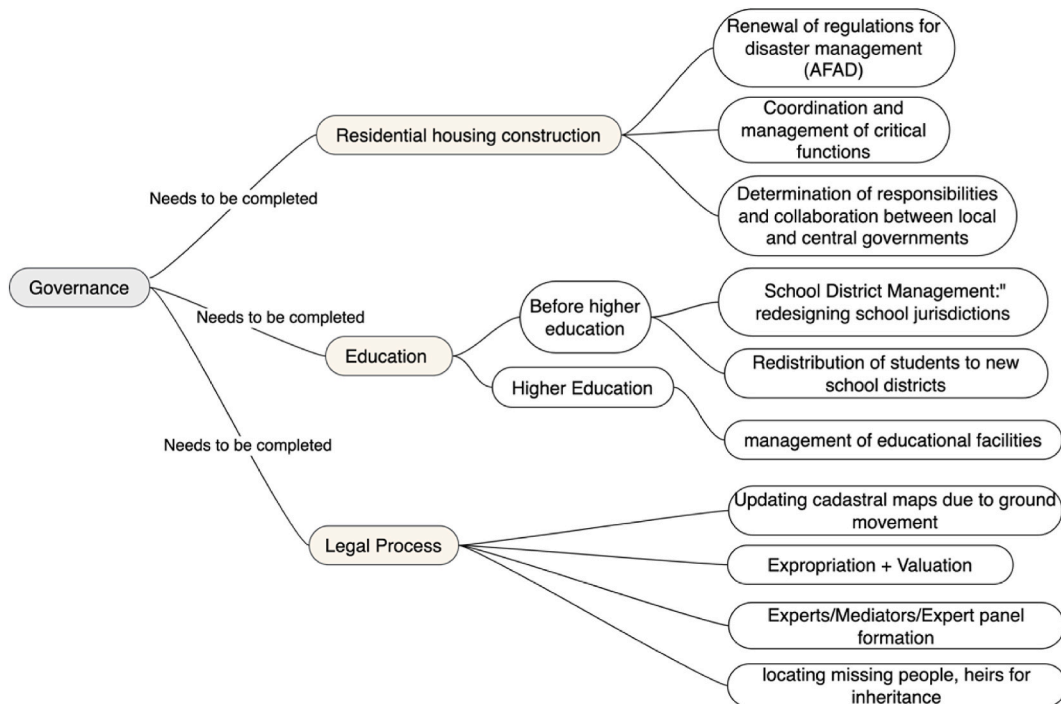 Renewal of regulations for
disaster management
(AFAD)
Residential housing construction
Coordination and
management of critical
functions
Needs to be completed
Determination of responsibilities
and collaboration between local
and central governments
Governance
Needs to be completed
Before higher
education
School District Management:"
redesigning school jurisdictions
Education
Redistribution of students to new
school districts
Higher Education
management of educational facilities
Needs to be completed
Updating cadastral maps due to ground
movement
Legal Process
Expropriation + Valuation
Experts/Mediators/Expert panel
formation
locating missing people, heirs for
inheritance